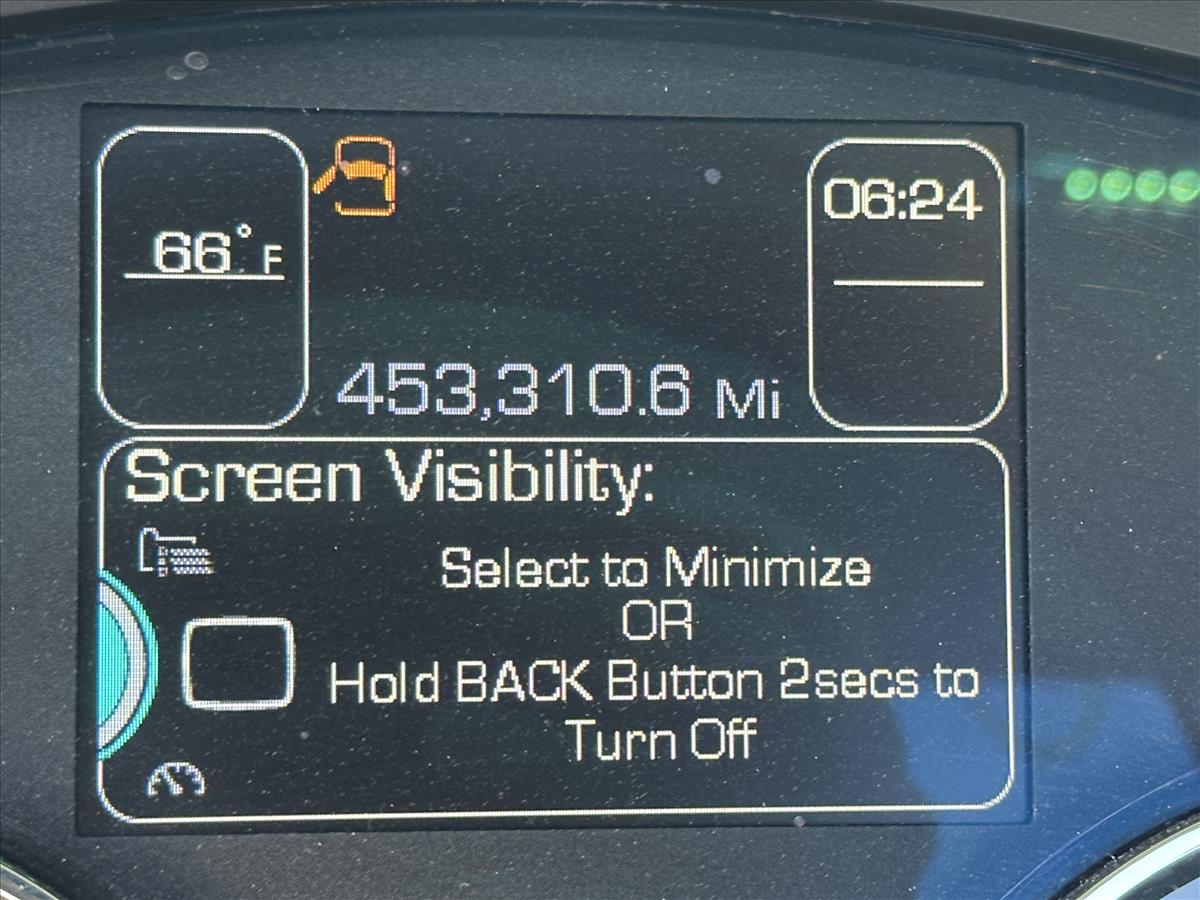 66° F
06:24
453,310.6 Mi
Screen Visibility:
Select to Minimize
OR
Hold BACK Button 2secs to
Turn Off